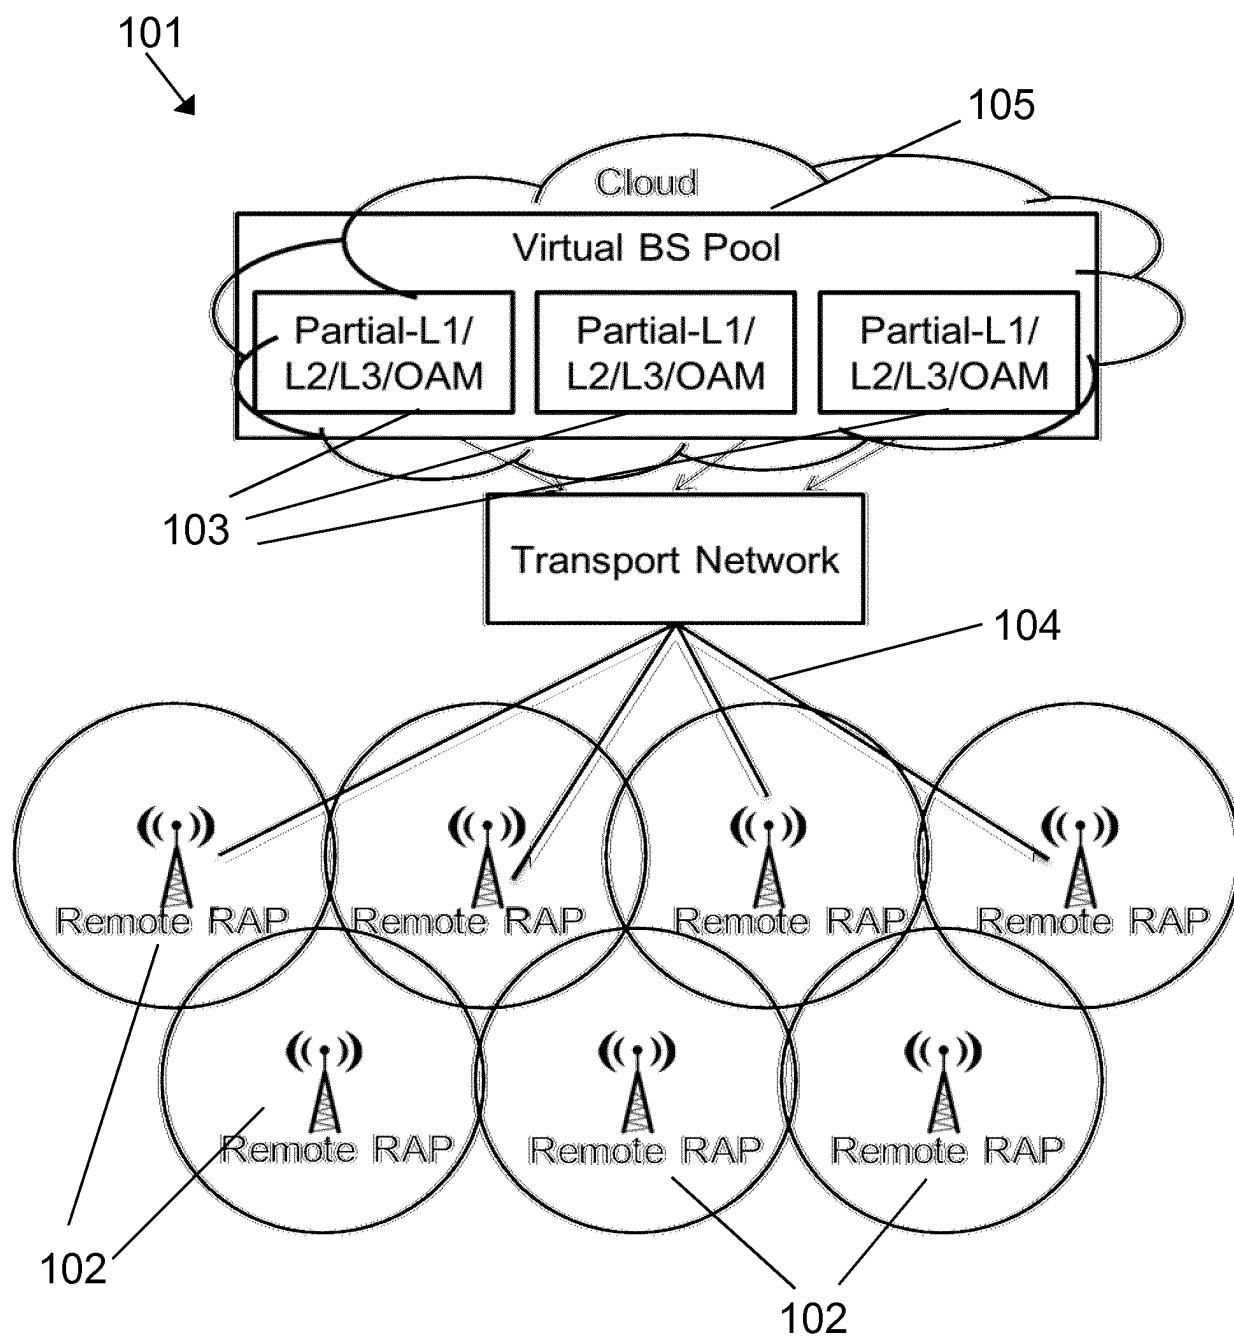 101
105
Cloud
Virtual BS Pool
Partial-L1/
L2/L3/OAM
Partial-L1/
L2/L3/OAM
Partial-L1/
L2/L3/OAM
103
Transport Network
104
Remote RAP
Remote RAP
Remote RAP
Remote RAP
Remote RAP
Remote RAP
Remote RAP
102
102